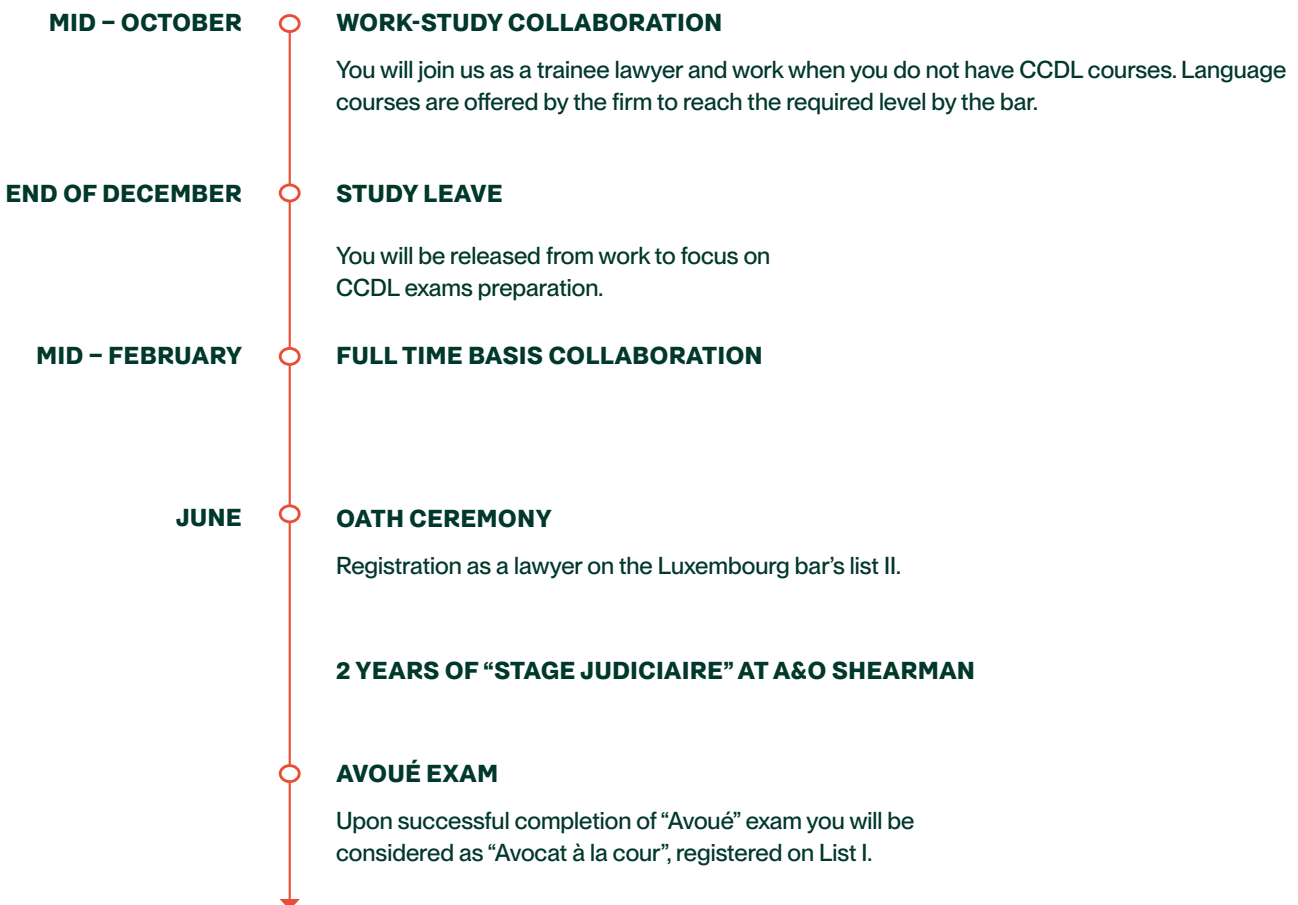 MID – OCTOBER
WORK-STUDY COLLABORATION
You will join us as a trainee lawyer and work when you do not have CCDL courses. Language
courses are offered by the firm to reach the required level by the bar.
END OF DECEMBER
STUDY LEAVE
You will be released from work to focus on
CCDL exams preparation.
MID – FEBRUARY
FULL TIME BASIS COLLABORATION
JUNE
OATH CEREMONY
Registration as a lawyer on the Luxembourg bar’s list II.
2 YEARS OF “STAGE JUDICIAIRE” AT A&O SHEARMAN
AVOUÉ EXAM
Upon successful completion of “Avoué” exam you will be
considered as “Avocat à la cour”, registered on List I.